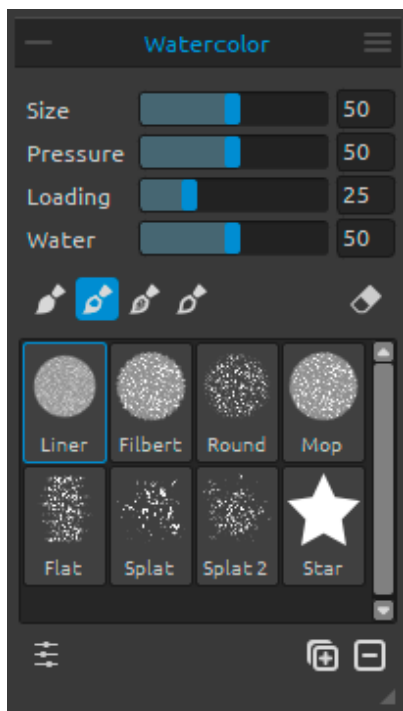 Watercolor
Size 50
Pressure 50
Loading 25
Water 50
Liner Filbert Round Mop
Flat Splat Splat 2 Star